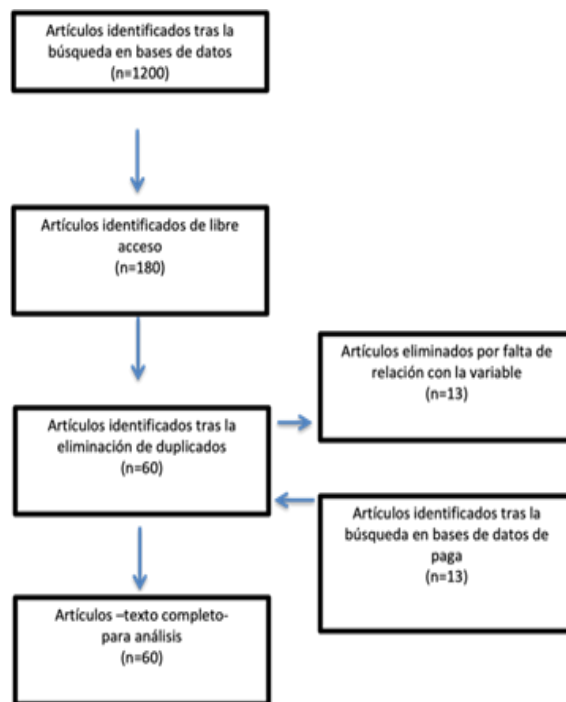 Artículos identificados tras la
búsqueda en bases de datos
(n=1200)
Artículos identificados de libre
acceso
(n=180)
Artículos eliminados por falta de
relación con la variable
(n=13)
Artículos identificados tras la
eliminación de duplicados
(n=60)
Artículos identificados tras la
búsqueda en bases de datos de
paga
(n=13)
Artículos –texto completo-
para análisis
(n=60)